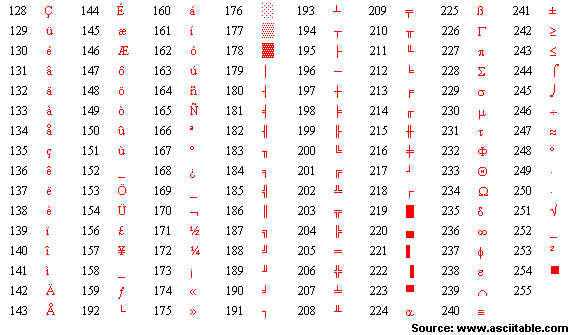 128 Ç 144 É 160 á 176 ░ 193 ┴ 209 ╤ 225 ß 241 ±
129 ü 145 æ 161 í 177 ▒ 194 ┬ 210 ╥ 226 Γ 242 ≥
130 é 146 Æ 162 ó 178 ▓ 195 ├ 211 ╙ 227 π 243 ≤
131 â 147 ô 163 ú 179 │ 196 ─ 212 ╘ 228 Σ 244 ⌠
132 ä 148 ö 164 ñ 180 ┤ 197 ┼ 213 ╒ 229 σ 245 ⌡
133 à 149 ò 165 Ñ 181 ╡ 198 ╞ 214 ╓ 230 µ 246 ÷
134 å 150 û 166 ª 182 ╢ 199 ╟ 215 ╫ 231 τ 247 ≈
135 ç 151 ù 167 º 183 ╖ 200 ╚ 216 ╪ 232 Φ 248 °
136 ê 152 _ 168 ¿ 184 ╕ 201 ╔ 217 ┘ 233 Θ 249 ·
137 ë 153 Ö 169 _ 185 ╣ 202 ╩ 218 ┌ 234 Ω 250 ·
138 è 154 Ü 170 ¬ 186 ║ 203 ╦ 219 █ 235 δ 251 √
139 ï 156 £ 171 ½ 187 ╗ 204 ╠ 220 ▄ 236 ∞ 252 _
140 î 157 ¥ 172 ¼ 188 ╝ 205 ═ 221 ▌ 237 φ 253 ²
141 ì 158 _ 173 ¡ 189 ╜ 206 ╬ 222 ▐ 238 ε 254 ■
142 Ä 159 ƒ 174 « 190 ╛ 207 ╧ 223 ▀ 239 ∩ 255
143 Å 192 └ 175 » 191 ┐ 208 ╨ 224 α 240 ≡
Source: www.asciitable.com